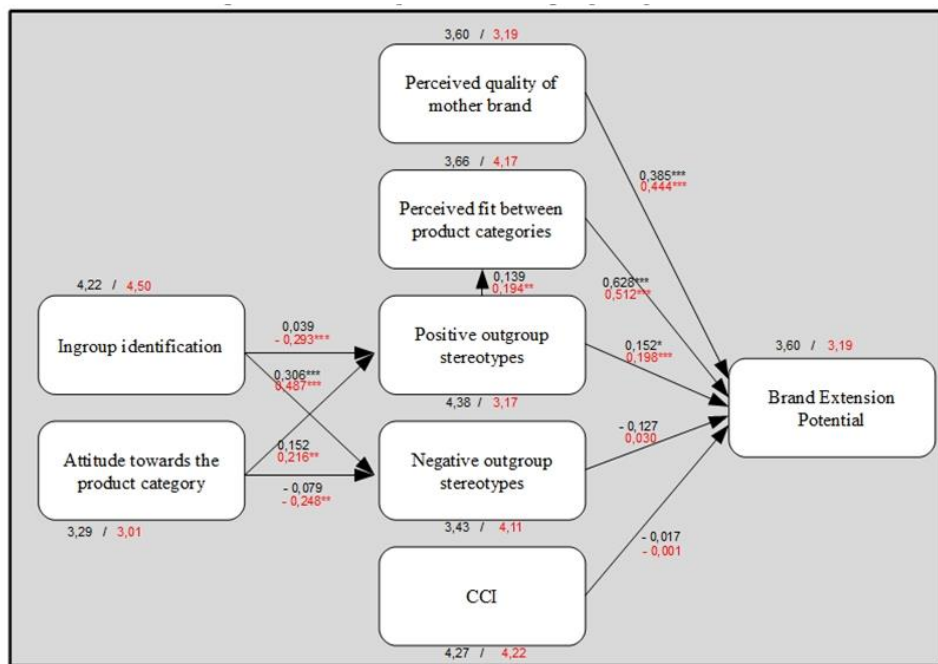 3,60 / 3,19
Perceived quality of
mother brand
0,385***
0,444***
3,66 / 4,17
Perceived fit between
product categories
0,139
0,194**
0,628***
0,512***
4,22 / 4,50
Ingroup identification
0,039
- 0,293***
0,306***
0,487***
Positive outgroup
stereotypes
4,38 / 3,17
0,152*
0,198***
3,60 / 3,19
Brand Extension
Potential
Attitude towards the
product category
3,29 / 3,01
0,152
0,216**
- 0,079
- 0,248**
Negative outgroup
stereotypes
3,43 / 4,11
- 0,127
0,030
CCI
4,27 / 4,22
- 0,017
- 0,001